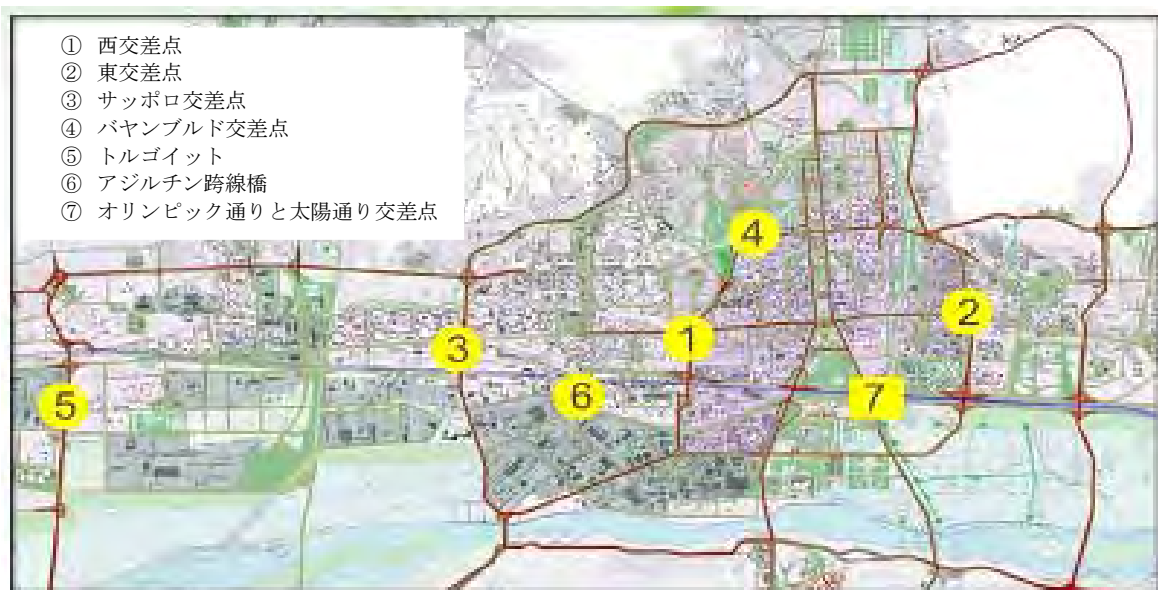 ① 西交差点
② 東交差点
③ サッポロ交差点
④ バヤンブルド交差点
⑤ トルゴイット
⑥ アジルチン跨線橋
⑦ オリンピック通りと太陽通り交差点
4
2
1
3
6
7
5